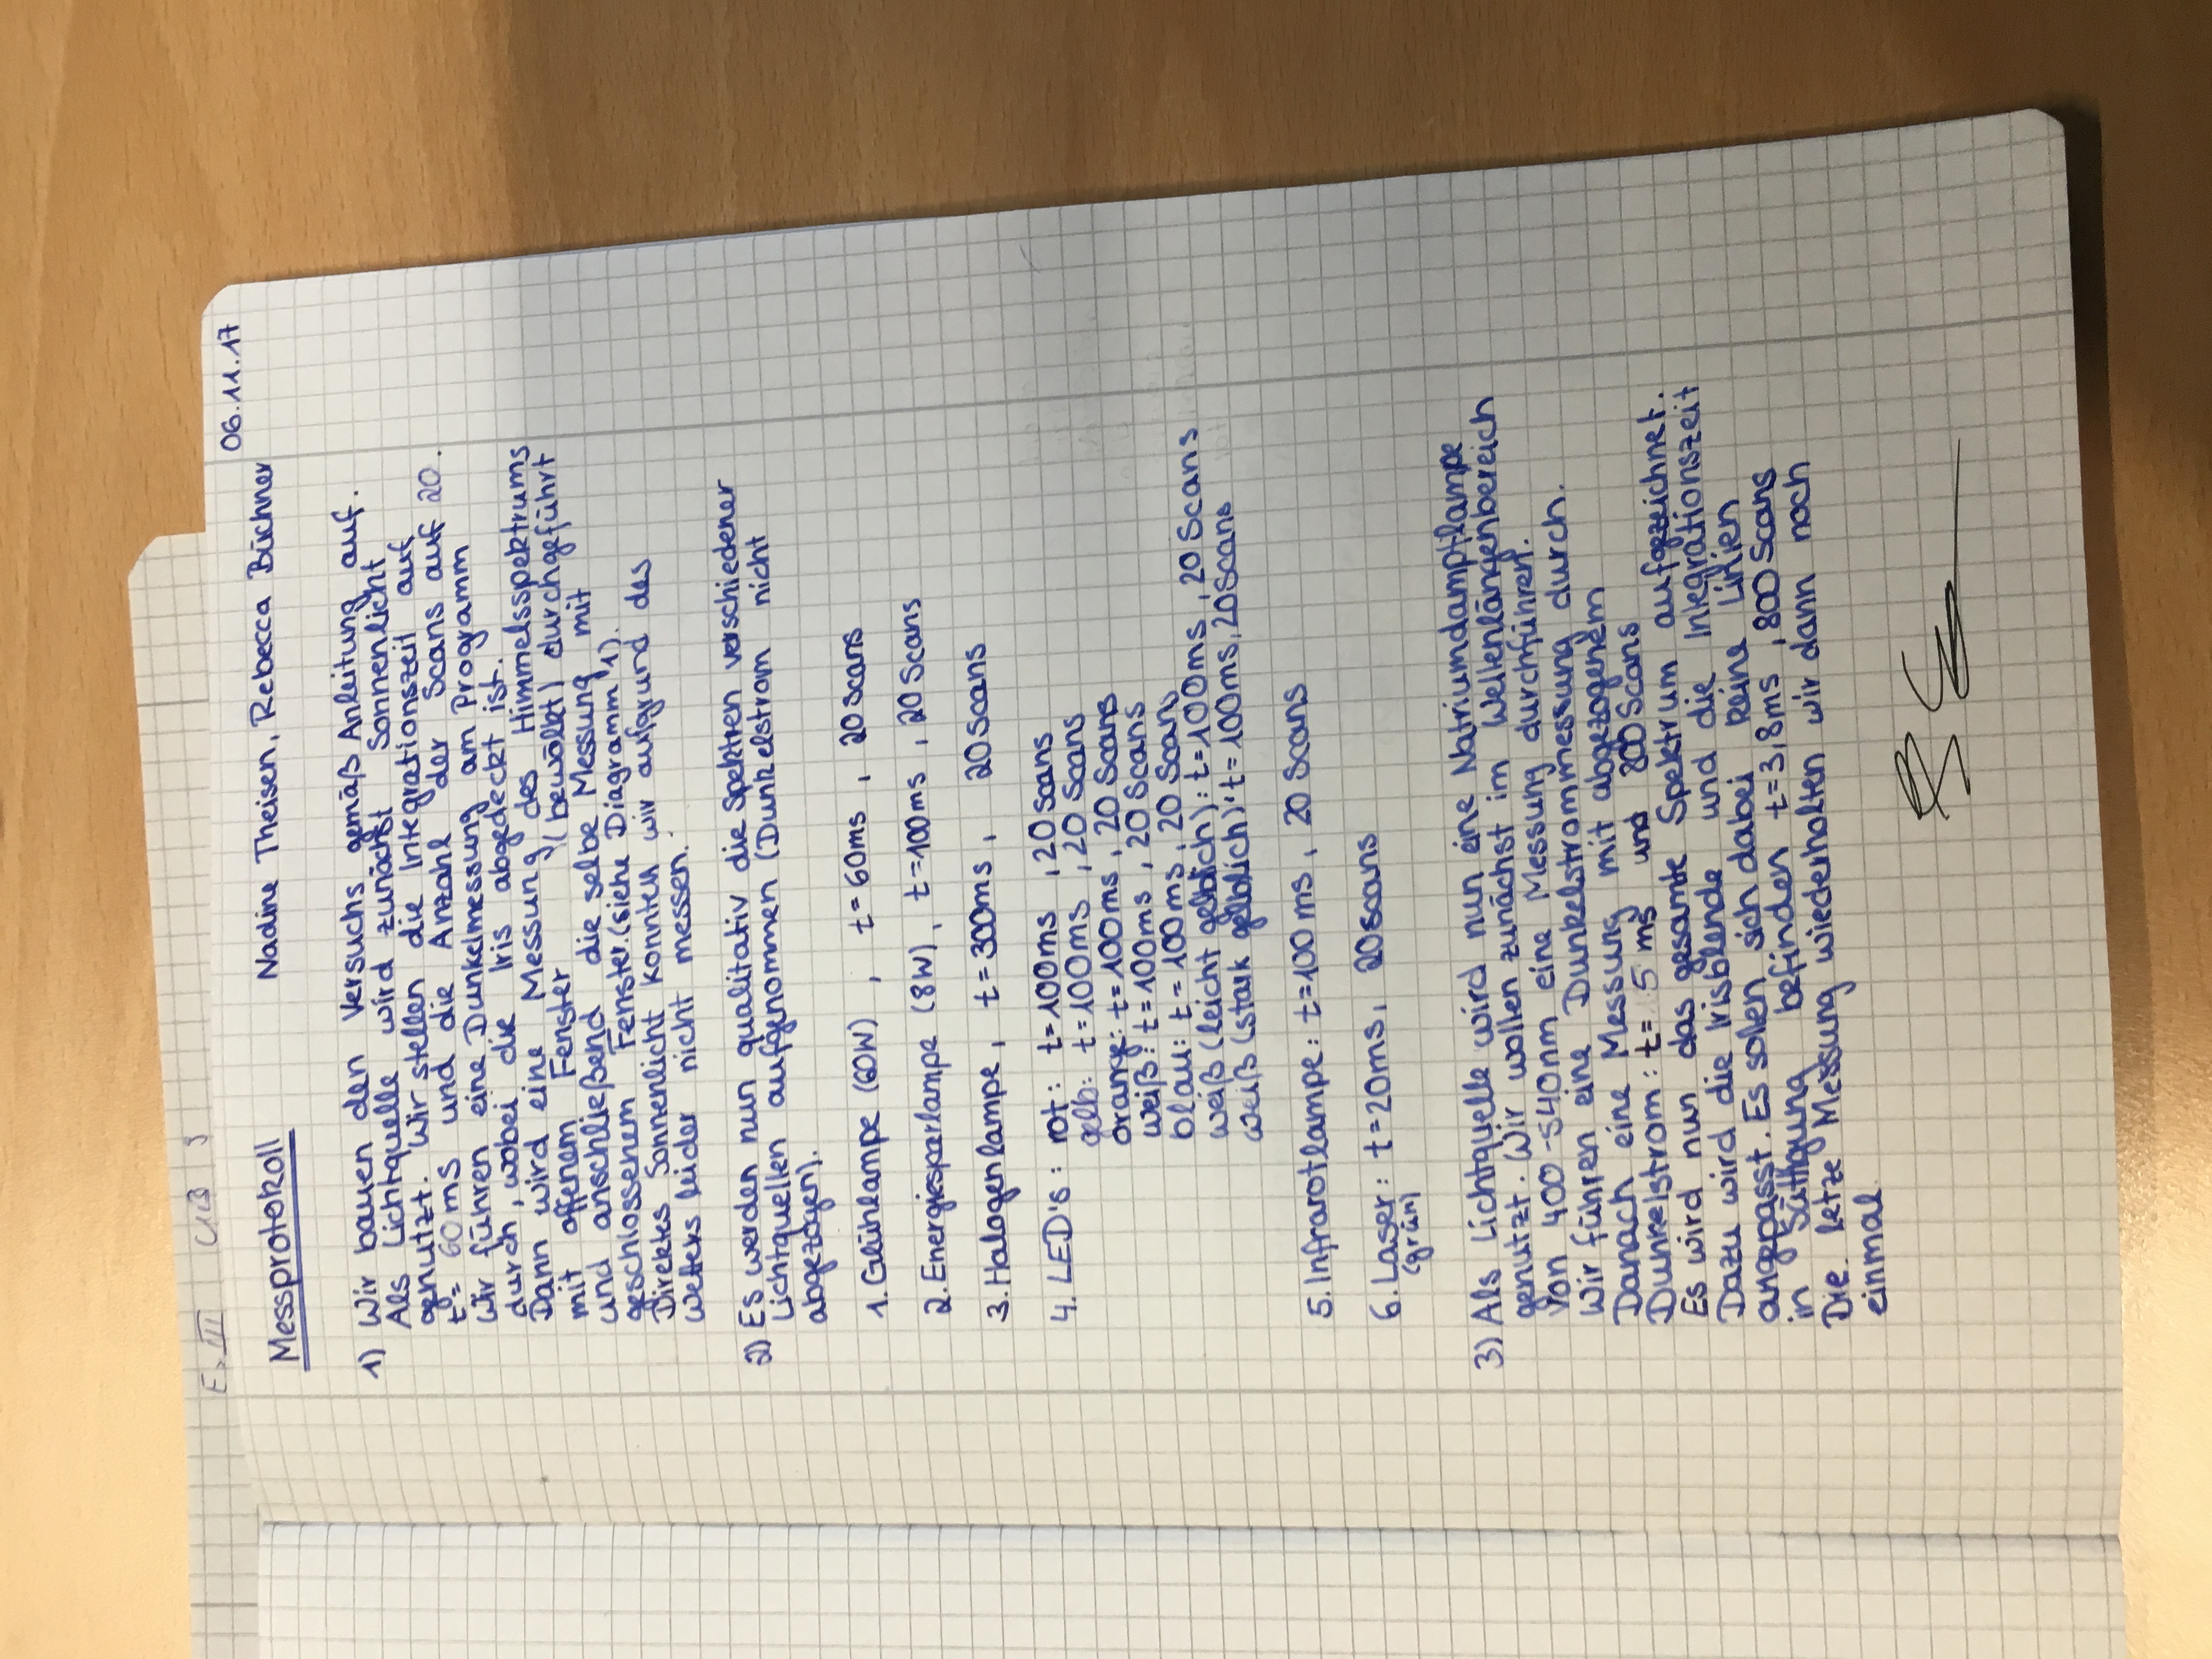 06.11.17
Messprotokoll Nadine Theisen, Rebecca Büchner
1) Wir bauen den Versuchs gemäß Anleitung auf.
Als Lichtquelle wird zunächst Sonnenlicht
genutzt. Wir stellen die Integrationszeit auf
t = 60ms und die Anzahl der Scans auf 20.
Wir führen eine Dunkelmessung am Programm
durch, wobei die Iris abgedeckt ist.
Dann wird eine Messung des Himmelsspektrums
mit offenem Fenster (bewölkt) durchgeführt
und anschließend die selbe Messung mit
geschlossenem Fenster. (siehe Diagramm 1).
Direktes Sonnenlicht konnten wir aufgrund des
Wetters leider nicht messen.
2) Es werden nun qualitativ die Spektren verschiedener
Lichtquellen aufgenommen (Dunkelstrom nicht
abgezogen).
1. Glühlampe (60W) , t=60ms , 20 Scans
2. Energiesparlampe (8W), t=100ms , 20 Scans
3. Halogenlampe, t=300ms, 20 Scans
4. LED's : rot: t=100ms , 20 Scans
gelb: t=100ms , 20 Scans
orange: t=100ms, 20 Scans
weiß: t=100ms , 20 Scans
blau: t=100ms, 20 Scans
weiß (leicht gelblich): t=100ms , 20 Scans
weiß (stark gelblich): t=100ms, 20 Scans
5. Infrarotlampe: t=100ms, 20 Scans
6. Laser: t=20ms, 20 Scans
(grün)
3) Als Lichtquelle wird nun eine Natriumdampflampe
genutzt. Wir wollen zunächst im Wellenlängenbereich
von 400-540nm eine Messung durchführen.
Wir führen eine Dunkelstrommessung durch.
Danach eine Messung mit abgezogenem
Dunkelstrom: t= 5 ms und 800 Scans
Es wird nun das gesamte Spektrum aufgezeichnet.
Dazu wird die Irisblende und die Integrationszeit
angepasst. Es sollen sich dabei keine Linien
in Sättigung befinden t=3,8ms , 800 Scans
Die letze Messung wiederholten wir dann noch
einmal.